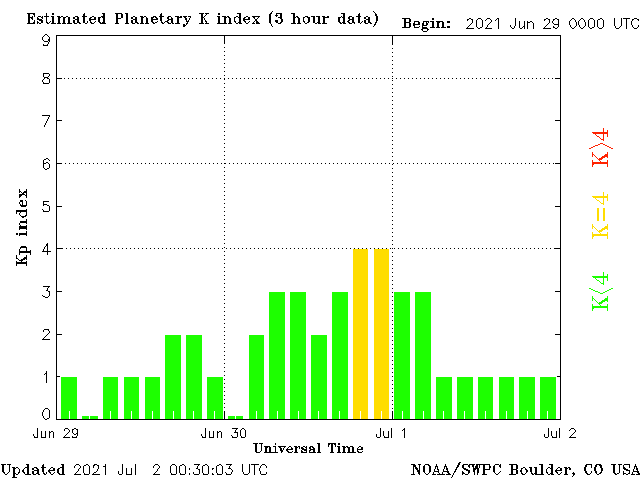 Estimated Planetary K index (3 hour data)
Begin: 2021 Jun 29 0000 UTC
9
8
7
6
5
4
3
2
1
0
Kp index
K>4
K=4
K<4
Jun 29
Jun 30
Jul 1
Jul 2
Universal Time
Updated 2021 Jul 2 00:30:03 UTC
NOAA/SWPC Boulder, CO USA